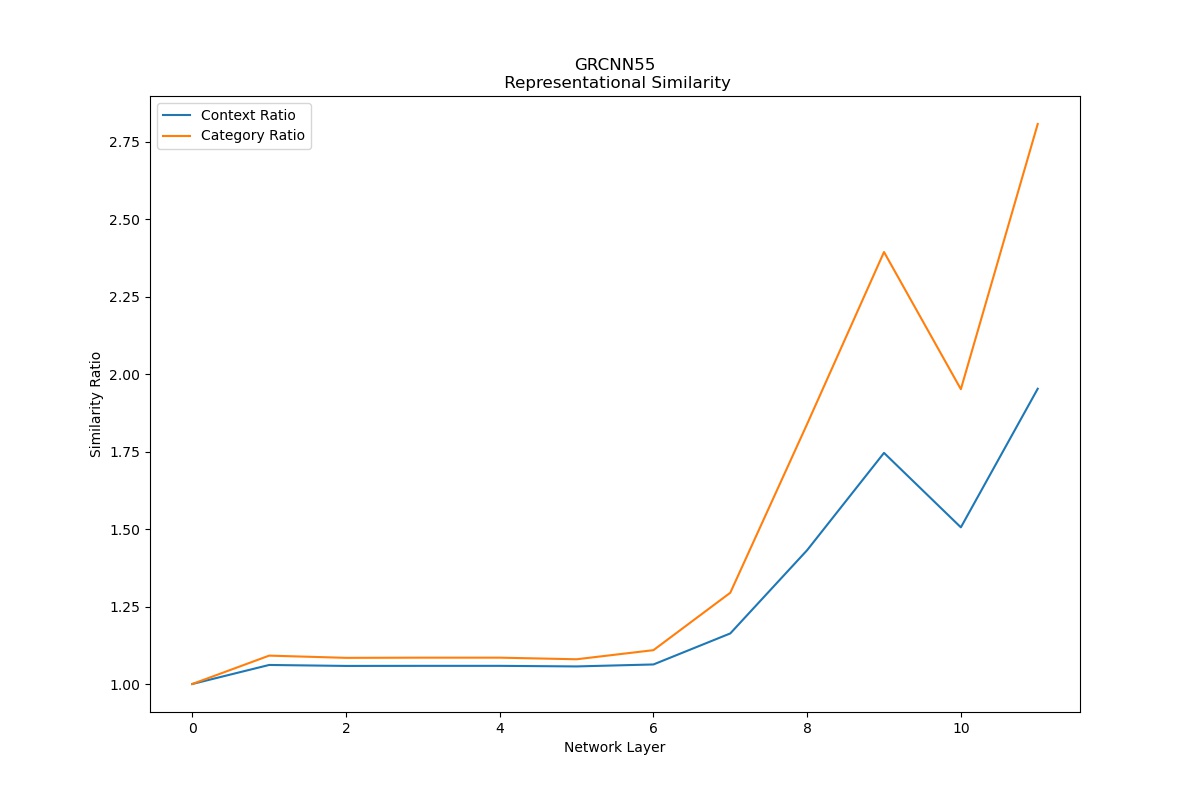 GRCNN55
Representational Similarity
Context Ratio
Category Ratio
2.75
2.50
2.25
2.00
1.75
1.50
1.25
1.00
Similarity Ratio
0 2 4 6 8 10
Network Layer